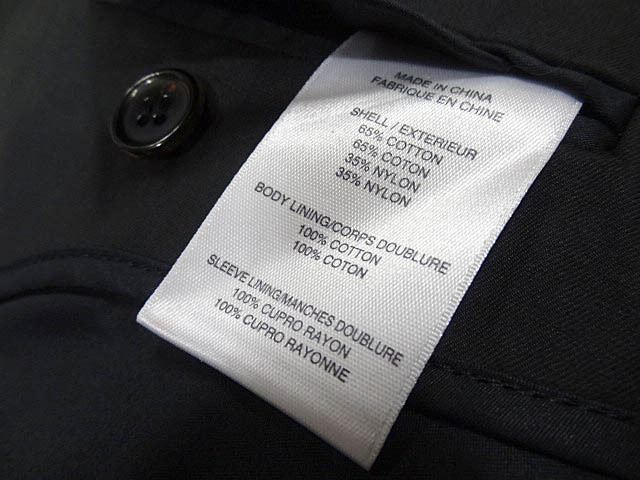 MADE IN CHINA
FABRIQUE EN CHINE
SHELL / EXTERIEUR
65% COTTON
65% COTON
35% NYLON
35% NYLON
BODY LINING/CORPS DOUBLURE
100% COTTON
100% COTON
SLEEVE LINING/MANCHES DOUBLURE
100% CUPRO RAYON
100% CUPRO RAYONNE